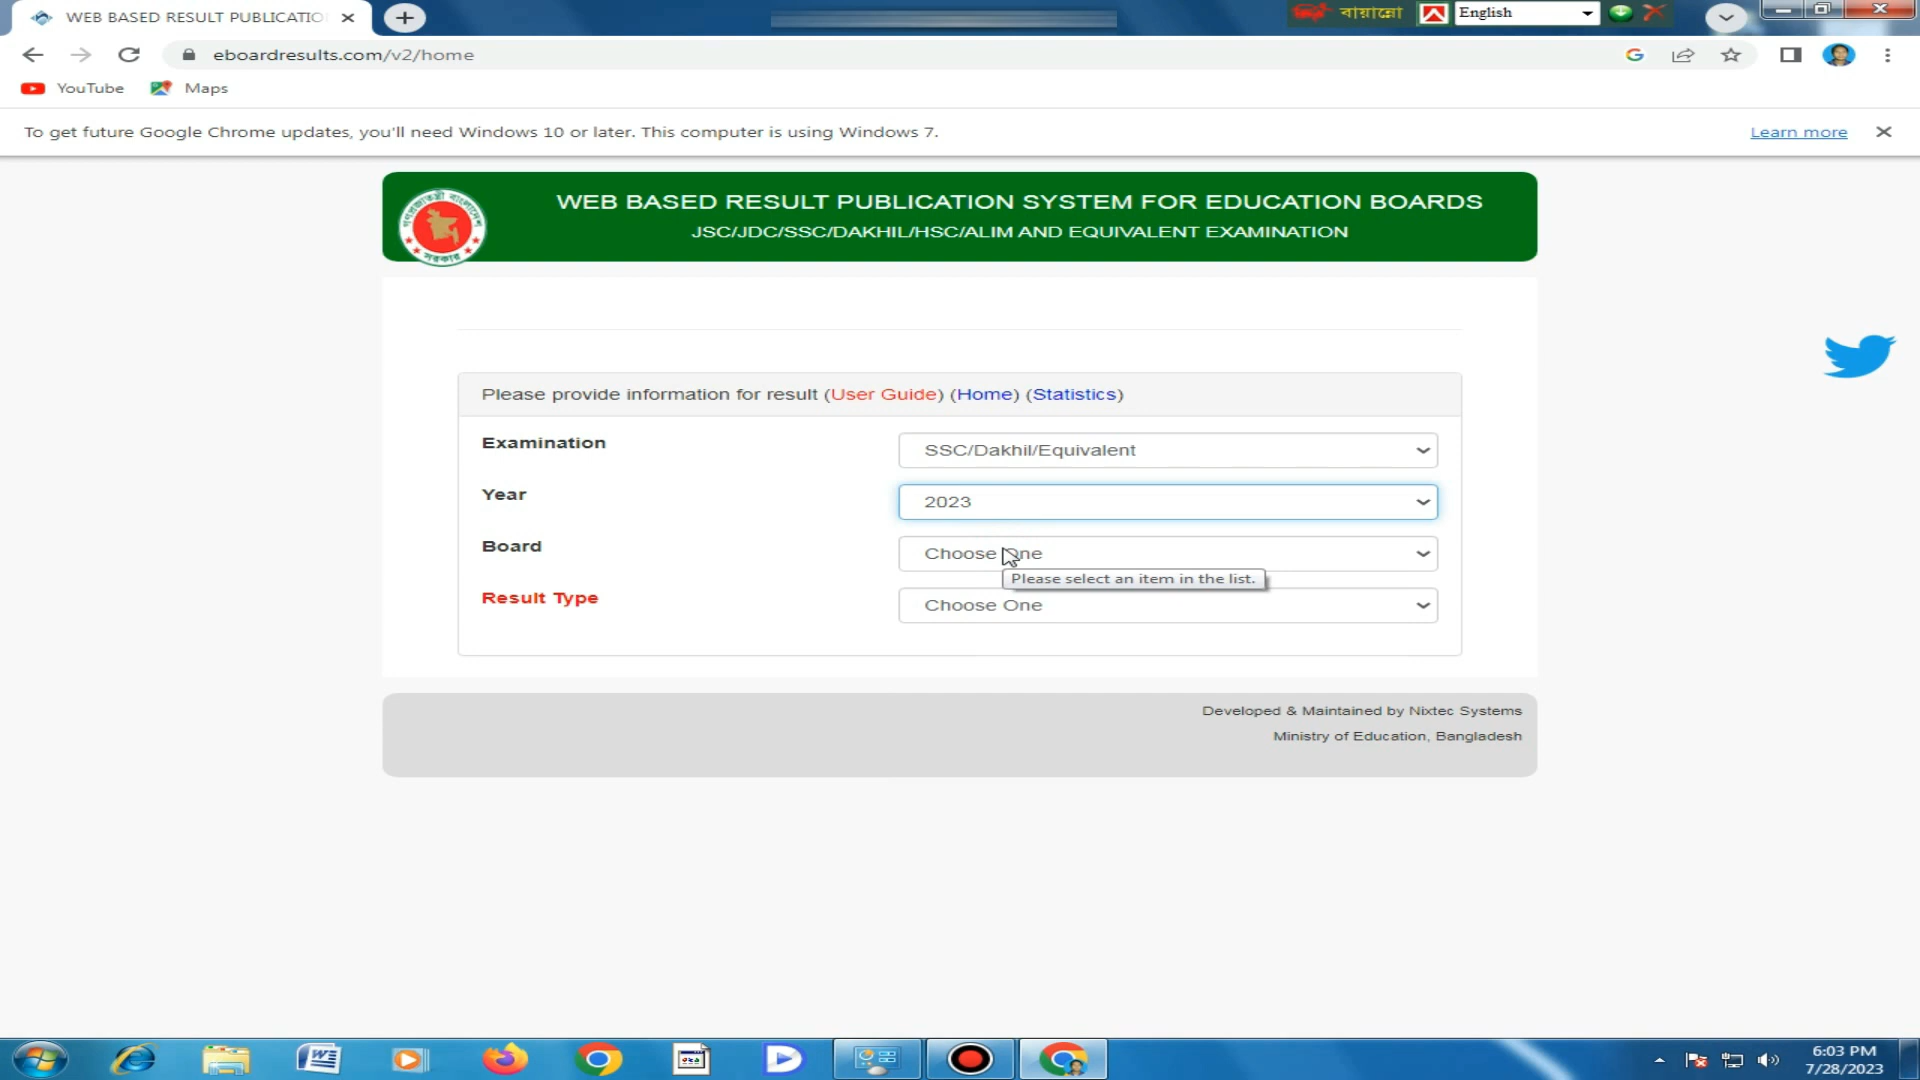 WEB BASED RESULT PUBLICATIO
বায়ান্নো
English
eboardresults.com/v2/home
YouTube
Maps
To get future Google Chrome updates, you'll need Windows 10 or later. This computer is using Windows 7.
Learn more
WEB BASED RESULT PUBLICATION SYSTEM FOR EDUCATION BOARDS
JSC/JDC/SSC/DAKHIL/HSC/ALIM AND EQUIVALENT EXAMINATION
গণপ্রজাতন্ত্রী বাংলাদেশ
সরকার
Please provide information for result (User Guide) (Home) (Statistics)
Examination
SSC/Dakhil/Equivalent
Year
2023
Board
Choose One
Please select an item in the list.
Result Type
Choose One
Developed & Maintained by Nixtec Systems
Ministry of Education, Bangladesh
6:03 PM
7/28/2023